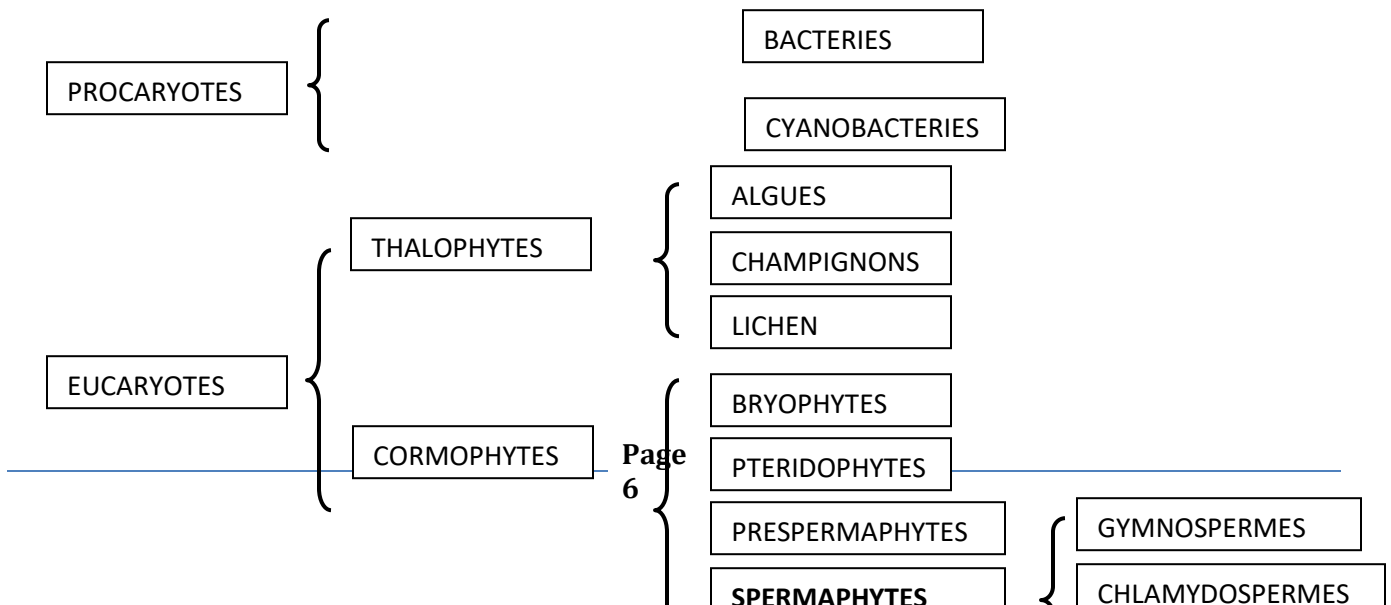 BACTERIES
PROCARYOTES
CYANOBACTERIES
ALGUES
THALOPHYTES
CHAMPIGNONS
LICHEN
EUCARYOTES
BRYOPHYTES
CORMOPHYTES
Page
6
PTERIDOPHYTES
PRESPERMAPHYTES
GYMNOSPERMES
SPERMAPHYTES
CHLAMYDOSPERMES